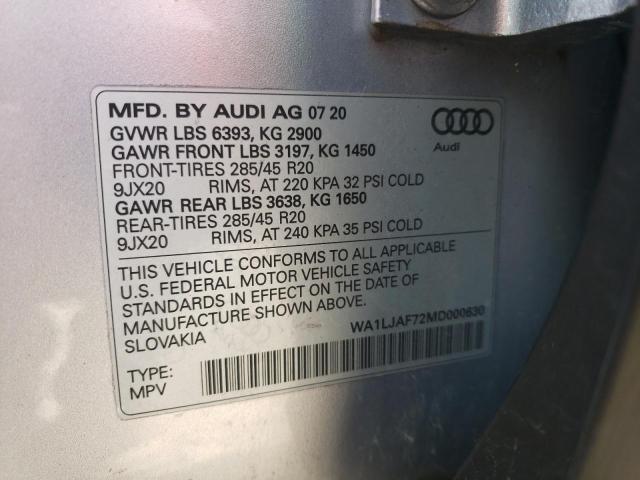 MFD. BY AUDI AG 07 20
GVWR LBS 6393, KG 2900
GAWR FRONT LBS 3197, KG 1450
FRONT-TIRES 285/45 R20
9JX20 RIMS, AT 220 KPA 32 PSI COLD
GAWR REAR LBS 3638, KG 1650
REAR-TIRES 285/45 R20
9JX20 RIMS, AT 240 KPA 35 PSI COLD
Audi
THIS VEHICLE CONFORMS TO ALL APPLICABLE
U.S. FEDERAL MOTOR VEHICLE SAFETY
STANDARDS IN EFFECT ON THE DATE OF
MANUFACTURE SHOWN ABOVE.
SLOVAKIA
WA1LJAF72MD000630
TYPE:
MPV